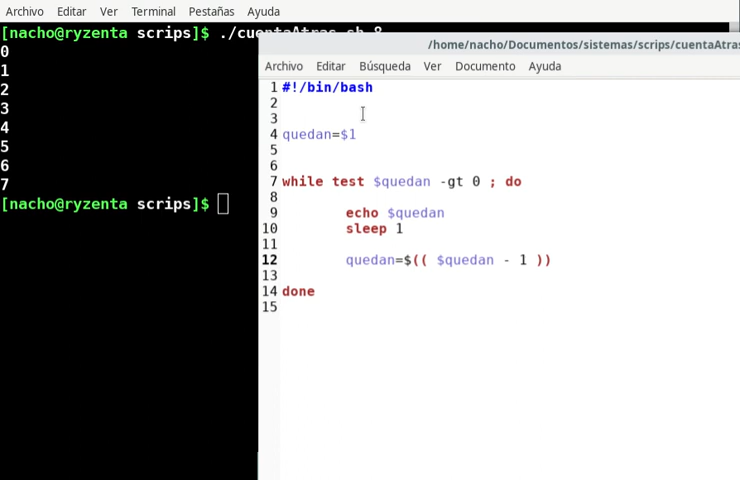 Archivo Editar Ver Terminal Pestañas Ayuda
[nacho@ryzenta scrips]$ ./cuentaAtras.sh 8
0
1
2
3
4
5
6
7
[nacho@ryzenta scrips]$
/home/nacho/Documentos/sistemas/scrips/cuentaAtras
Archivo Editar Búsqueda Ver Documento Ayuda
1 #!/bin/bash
2
3
4 quedan=$1
5
6
7 while test $quedan -gt 0 ; do
8
9 echo $quedan
10 sleep 1
11
12 quedan=$(( $quedan - 1 ))
13
14 done
15